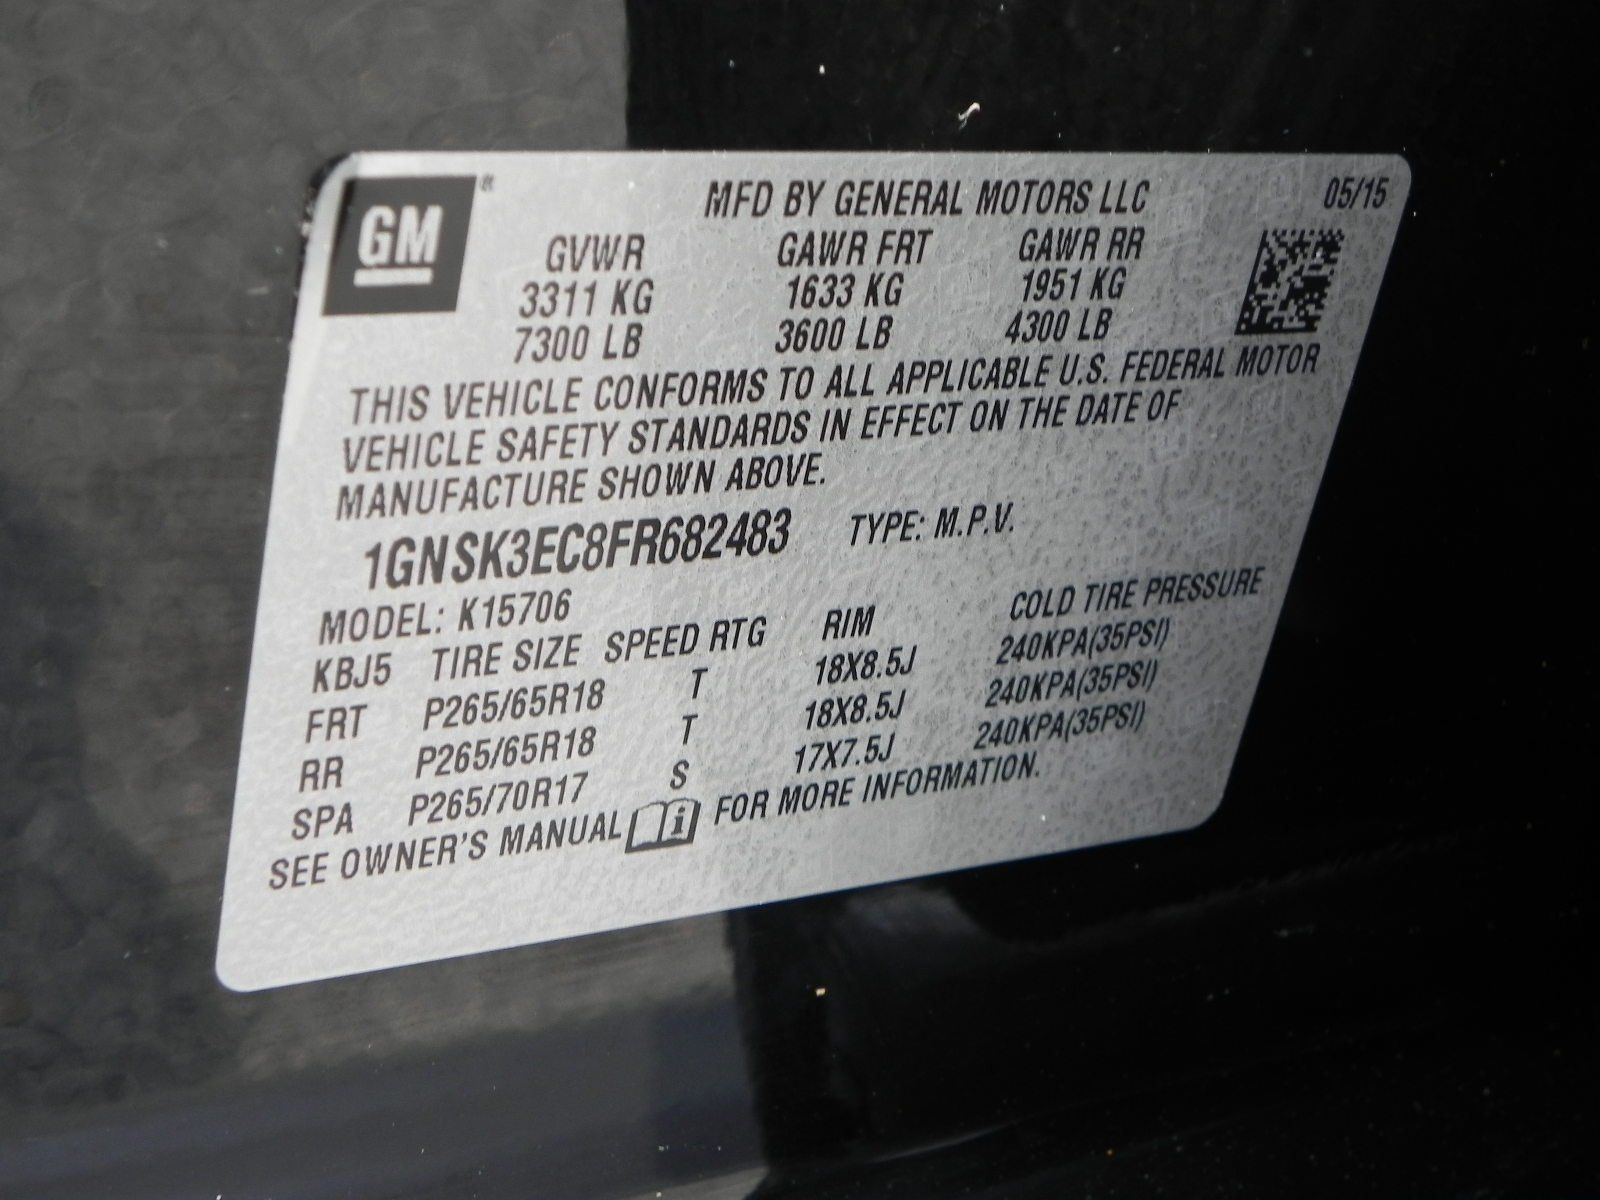 GM®
MFD BY GENERAL MOTORS LLC 05/15
GVWR GAWR FRT GAWR RR
3311 KG 1633 KG 1951 KG
7300 LB 3600 LB 4300 LB
THIS VEHICLE CONFORMS TO ALL APPLICABLE U.S. FEDERAL MOTOR
VEHICLE SAFETY STANDARDS IN EFFECT ON THE DATE OF
MANUFACTURE SHOWN ABOVE.
1GNSK3EC8FR682483 TYPE: M.P.V.
MODEL: K15706
KBJ5 TIRE SIZE SPEED RTG RIM COLD TIRE PRESSURE
FRT P265/65R18 T 18X8.5J 240KPA(35PSI)
RR P265/65R18 T 18X8.5J 240KPA(35PSI)
SPA P265/70R17 S 17X7.5J 240KPA(35PSI)
SEE OWNER'S MANUAL i FOR MORE INFORMATION.